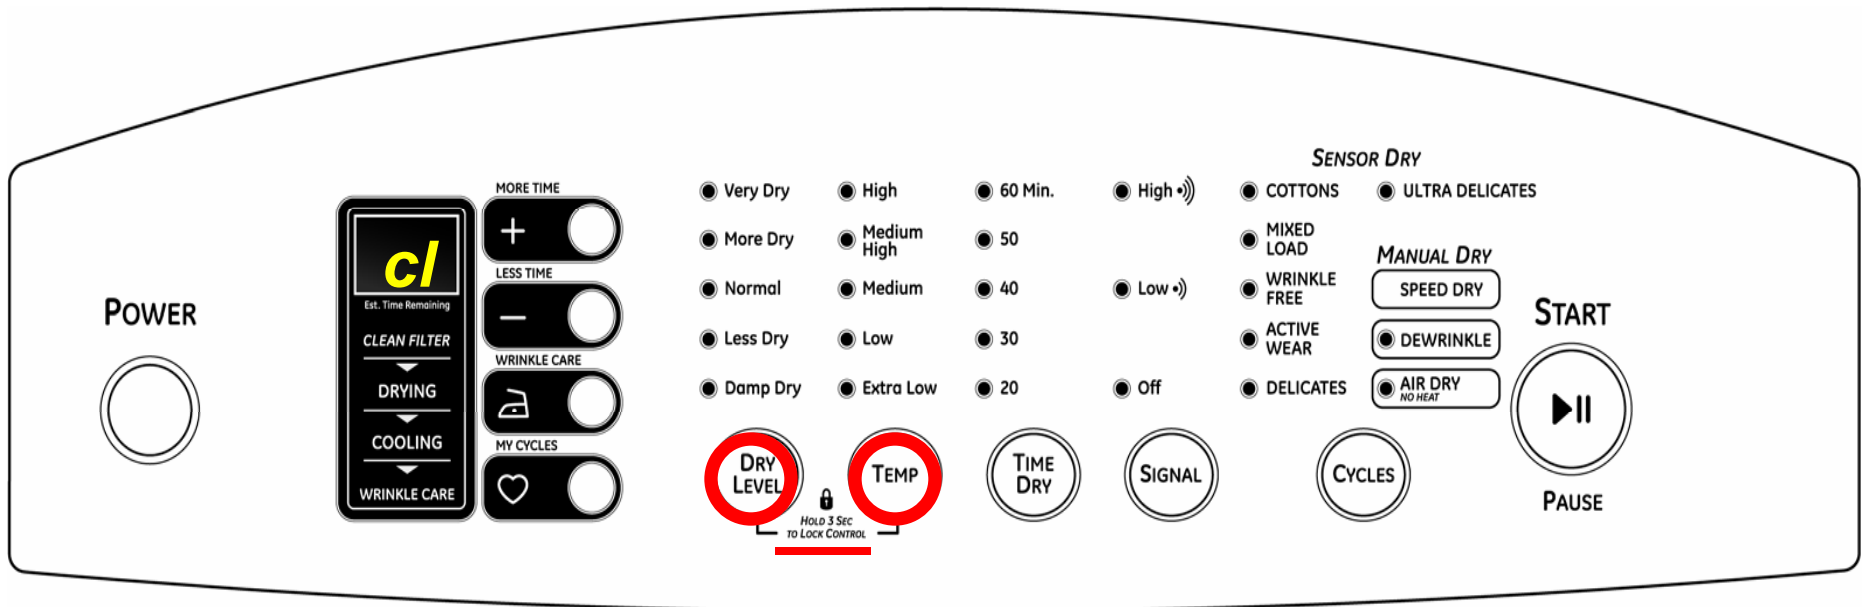 POWER
cl
Est. Time Remaining
CLEAN FILTER
DRYING
COOLING
WRINKLE CARE
MORE TIME
+
LESS TIME
−
WRINKLE CARE
MY CYCLES
Very Dry
More Dry
Normal
Less Dry
Damp Dry
DRY
LEVEL
High
Medium
High
Medium
Low
Extra Low
TEMP
HOLD 3 SEC
TO LOCK CONTROL
60 Min.
50
40
30
20
TIME
DRY
High
Low
Off
SIGNAL
SENSOR DRY
COTTONS
MIXED
LOAD
WRINKLE
FREE
ACTIVE
WEAR
DELICATES
ULTRA DELICATES
MANUAL DRY
SPEED DRY
DEWRINKLE
AIR DRY
NO HEAT
CYCLES
START
PAUSE